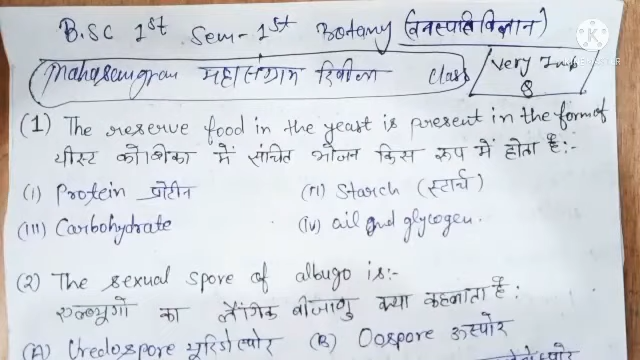 B.SC 1st Sem-1st Botany (वनस्पति विज्ञान)
Mahasangram महासंग्राम रिवीजन class
Very Imp
Q
(1) The reserve food in the yeast is present in the form of
यीस्ट कोशिका में संचित भोजन किस रूप में होता है:-
(i) Protein प्रोटीन (ii) Starch (स्टार्च)
(iii) Carbohydrate (iv) oil and glycogen.
(2) The sexual spore of albugo is:-
एल्ब्यूगो का लैंगिक बीजाणु क्या कहलाता है:
(A) Uredospore यूरिडोस्पोर (B) Oospore ऊस्पोर